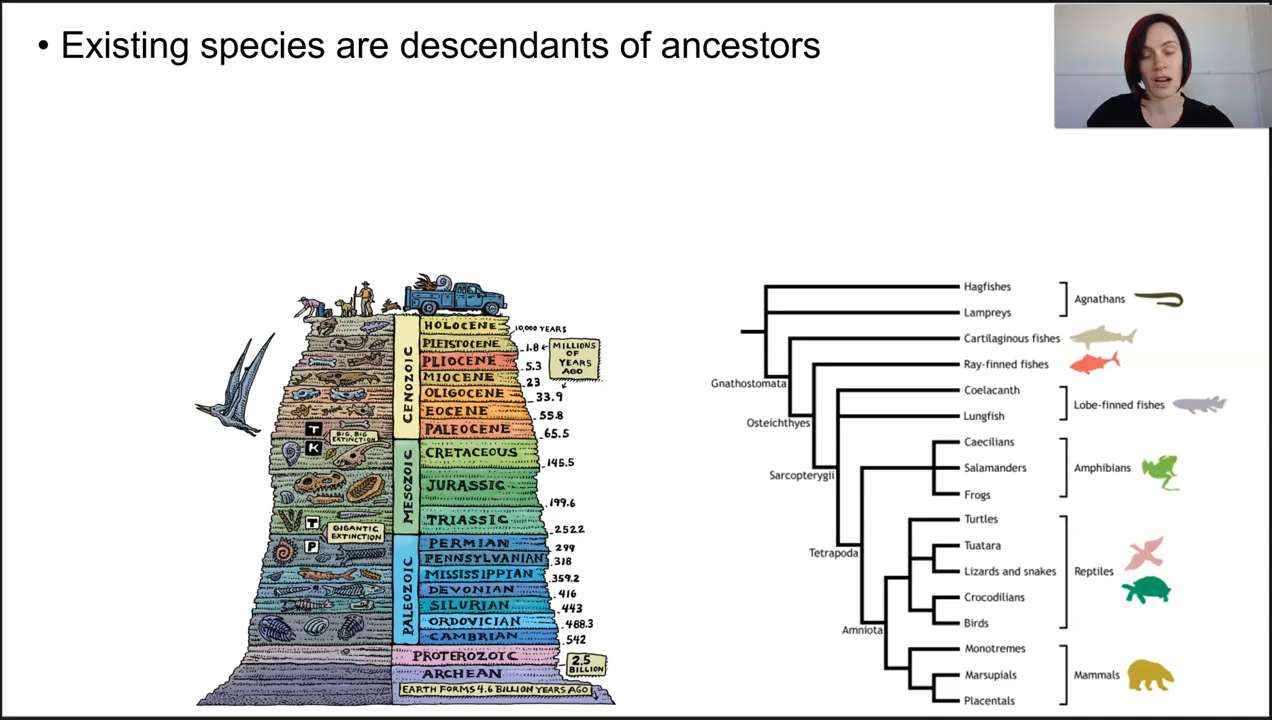 • Existing species are descendants of ancestors
HOLOCENE
10,000 YEARS
PLEISTOCENE
1.8
MILLIONS
OF
YEARS
AGO
PLIOCENE
5.3
MIOCENE
23
OLIGOCENE
33.9
EOCENE
55.8
PALEOCENE
65.5
CENOZOIC
T
BIG, BIG
EXTINCTION
K
CRETACEOUS
145.5
JURASSIC
199.6
TRIASSIC
252.2
MESOZOIC
T
GIGANTIC
EXTINCTION
P
PERMIAN
299
PENNSYLVANIAN
318
MISSISSIPPIAN
359.2
DEVONIAN
416
SILURIAN
443
ORDOVICIAN
488.3
CAMBRIAN
542
PALEOZOIC
PROTEROZOIC
2.5
BILLION
ARCHEAN
EARTH FORMS 4.6 BILLION YEARS AGO
Hagfishes
Lampreys
Agnathans
Cartilaginous fishes
Ray-finned fishes
Gnathostomata
Coelacanth
Lungfish
Lobe-finned fishes
Osteichthyes
Caecilians
Salamanders
Frogs
Amphibians
Sarcopterygii
Turtles
Tuatara
Lizards and snakes
Crocodilians
Birds
Reptiles
Tetrapoda
Amniota
Monotremes
Marsupials
Placentals
Mammals